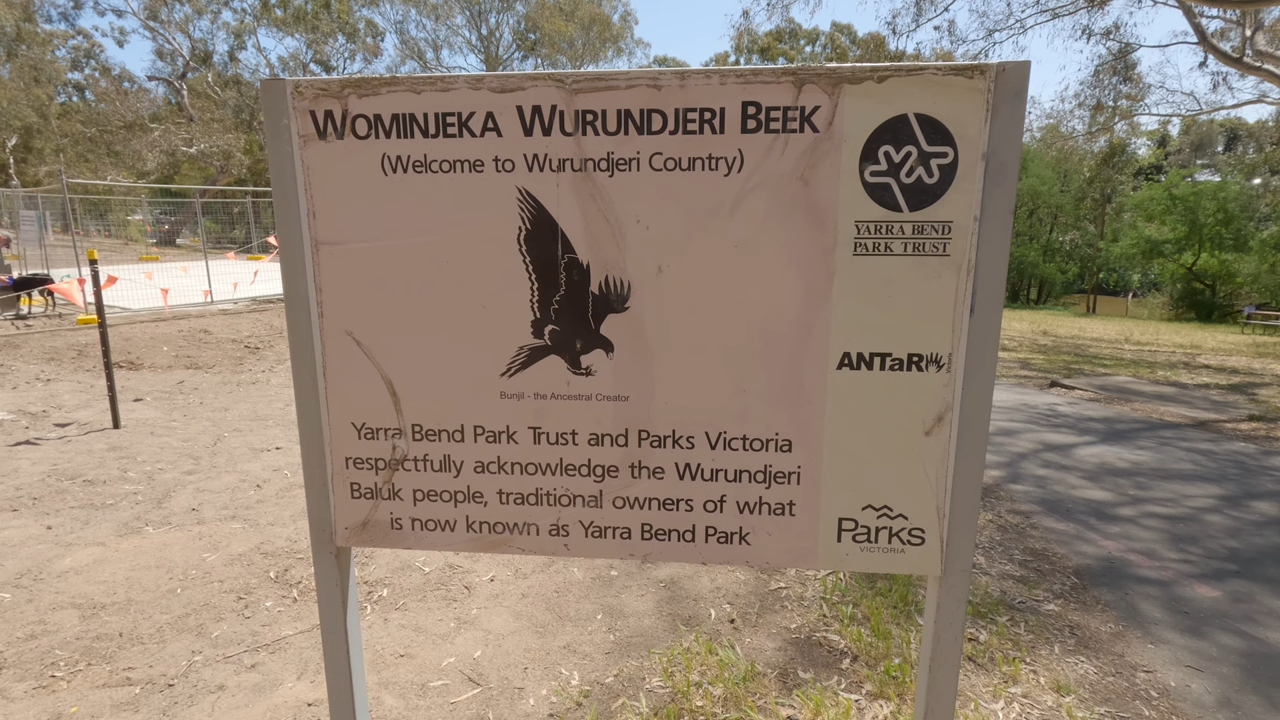 WOMINJEKA WURUNDJERI BEEK
(Welcome to Wurundjeri Country)
Bunjil - the Ancestral Creator
Yarra Bend Park Trust and Parks Victoria
respectfully acknowledge the Wurundjeri
Baluk people, traditional owners of what
is now known as Yarra Bend Park
YARRA BEND
PARK TRUST
ANTaR
Victoria
Parks
VICTORIA